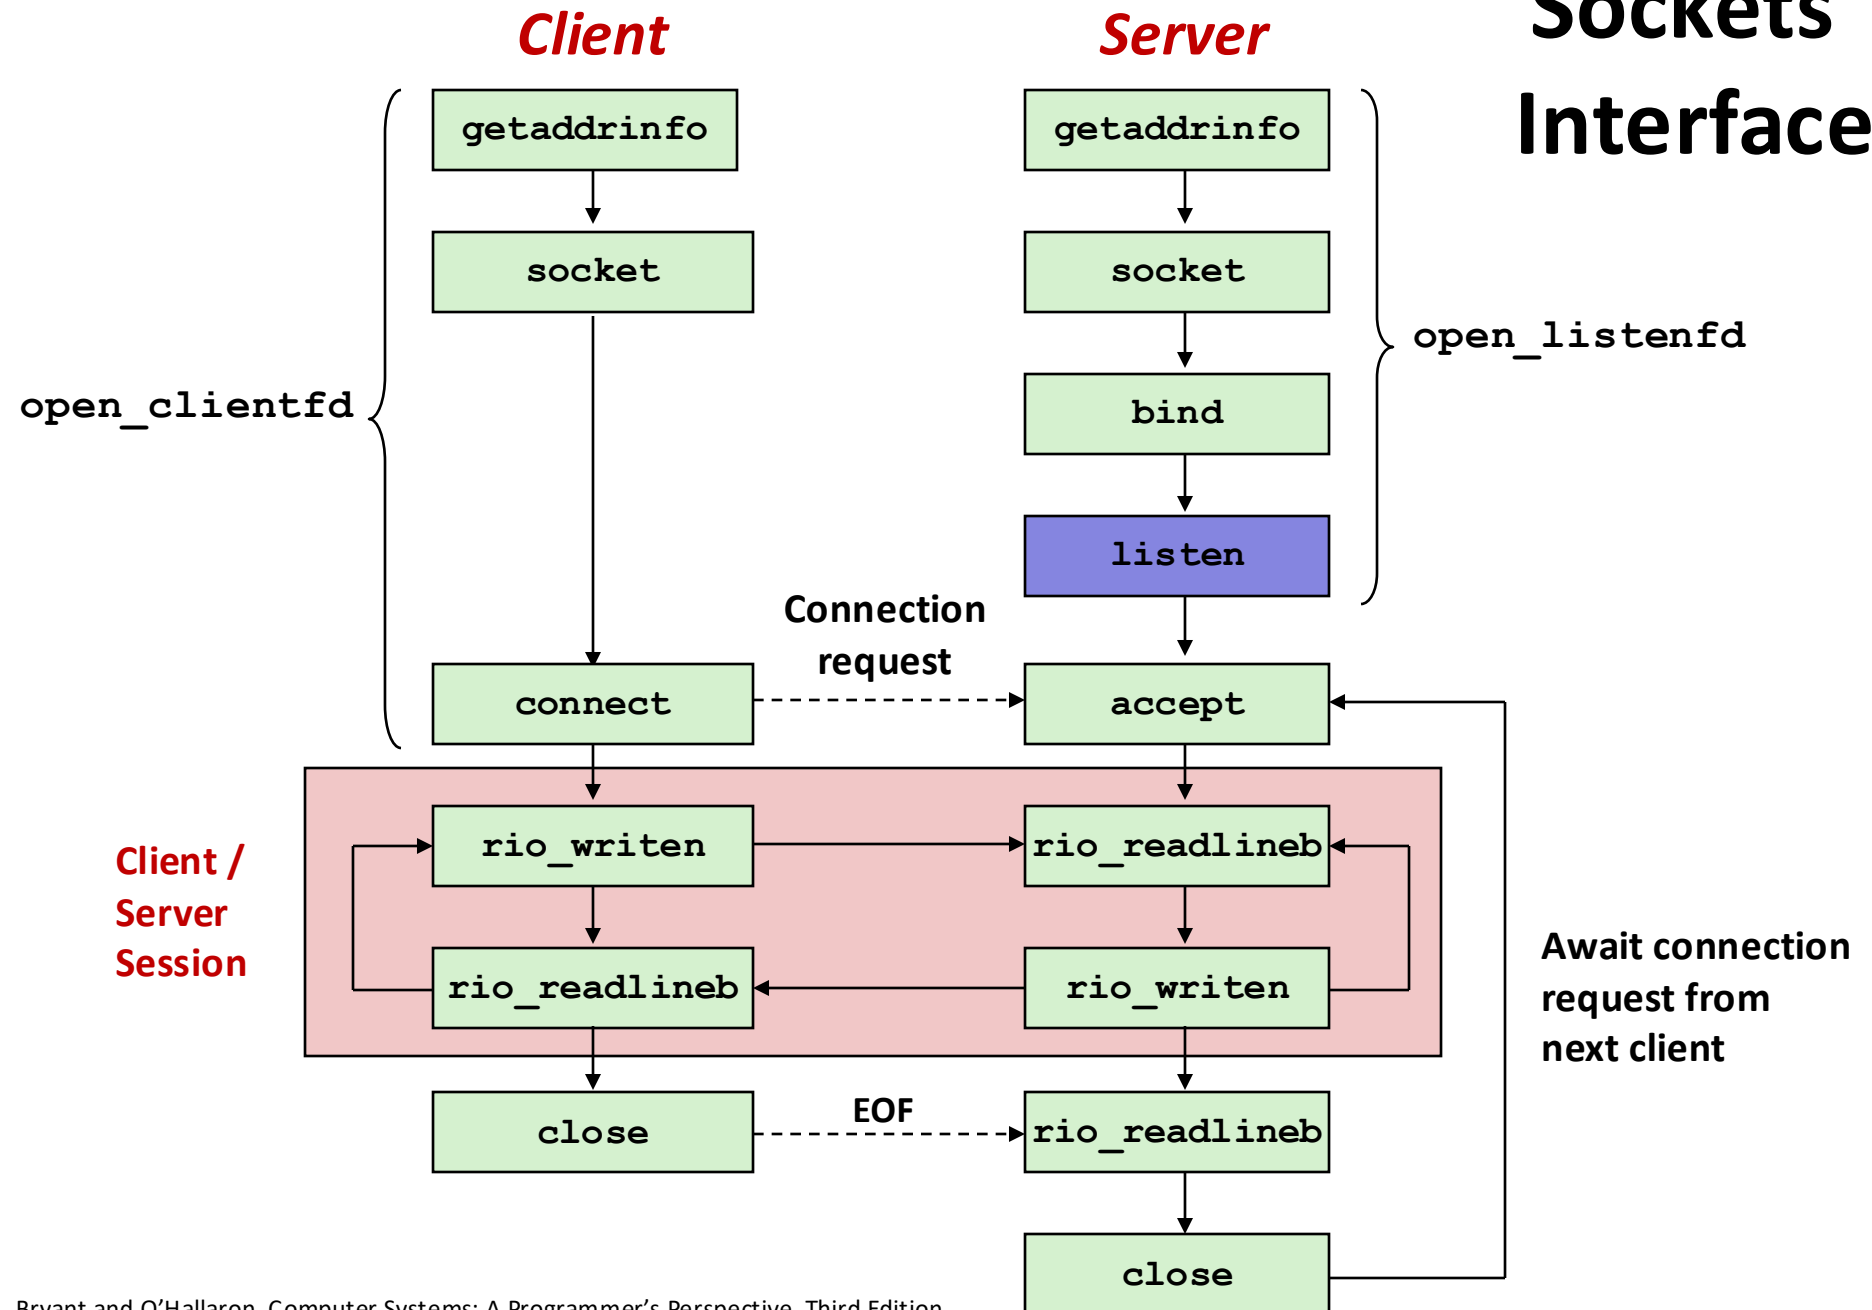 Client
Server
Sockets
Interface
getaddrinfo
getaddrinfo
socket
socket
open_listenfd
open_clientfd
bind
listen
Connection
request
connect
accept
Client /
Server
Session
rio_writen
rio_readlineb
rio_readlineb
rio_writen
Await connection
request from
next client
close
EOF
rio_readlineb
close
Bryant and O'Hallaron, Computer Systems: A Programmer's Perspective, Third Edition